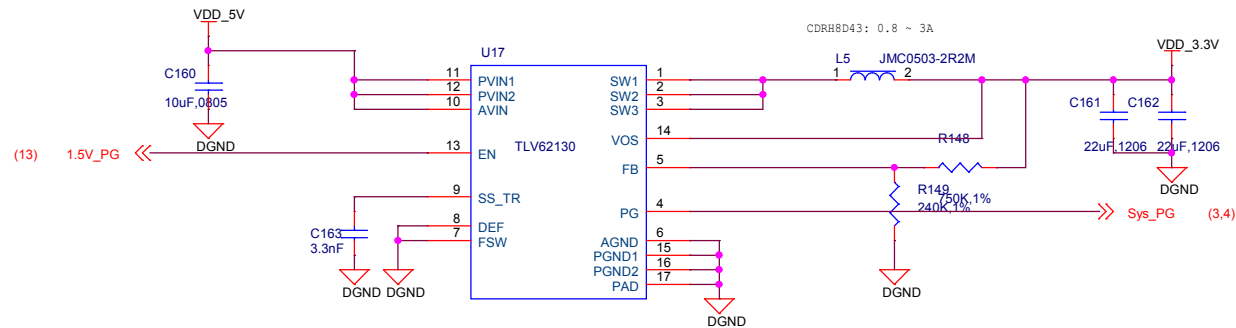 VDD_5V
CDRH8D43: 0.8 ~ 3A
VDD_3.3V
U17
L5 JMC0503-2R2M
C160
10uF,0805
DGND
11 PVIN1 SW1 1 1 2
12 PVIN2 SW2 2
10 AVIN SW3 3
C161 C162
22uF,1206 22uF,1206
DGND
VOS 14
(13) 1.5V_PG 13 EN TLV62130
FB 5 R148
750K,1%
R149
240K,1%
DGND
9 SS_TR
PG 4 Sys_PG (3,4)
C163
3.3nF
DGND
8 DEF
7 FSW
DGND
AGND 6
PGND1 15
PGND2 16
PAD 17
DGND